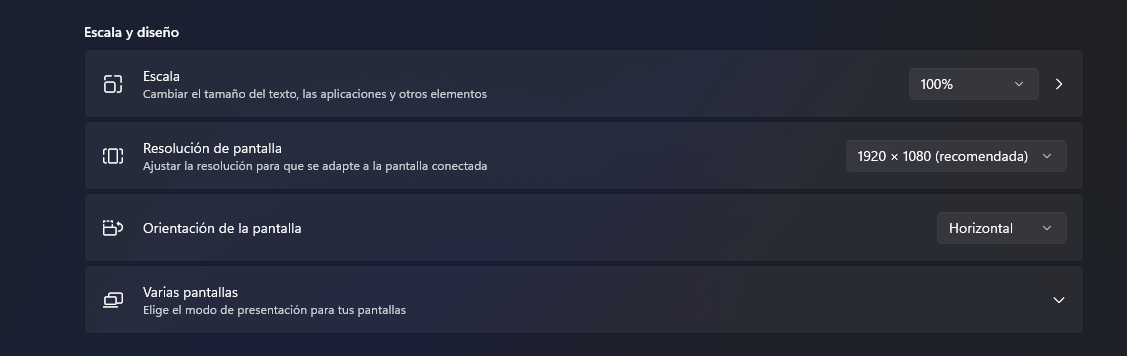 Escala y diseño
Escala
Cambiar el tamaño del texto, las aplicaciones y otros elementos
100%
Resolución de pantalla
Ajustar la resolución para que se adapte a la pantalla conectada
1920 × 1080 (recomendada)
Orientación de la pantalla
Horizontal
Varias pantallas
Elige el modo de presentación para tus pantallas